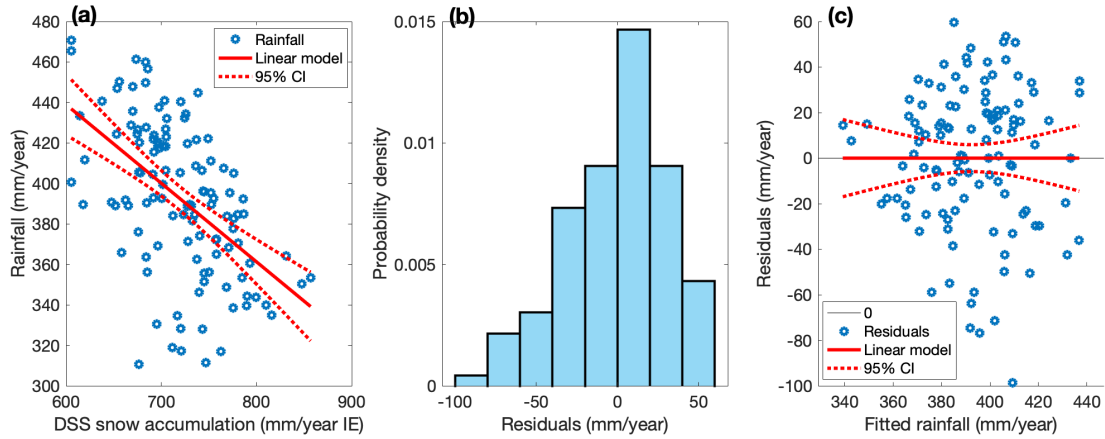 (a)
480
460
440
420
400
380
360
340
320
300
Rainfall (mm/year)
600 700 800 900
DSS snow accumulation (mm/year IE)
Rainfall
Linear model
95% CI
(b)
0.015
0.01
0.005
0
Probability density
-100 -50 0 50
Residuals (mm/year)
(c)
60
40
20
0
-20
-40
-60
-80
-100
Residuals (mm/year)
340 360 380 400 420 440
Fitted rainfall (mm/year)
0
Residuals
Linear model
95% CI